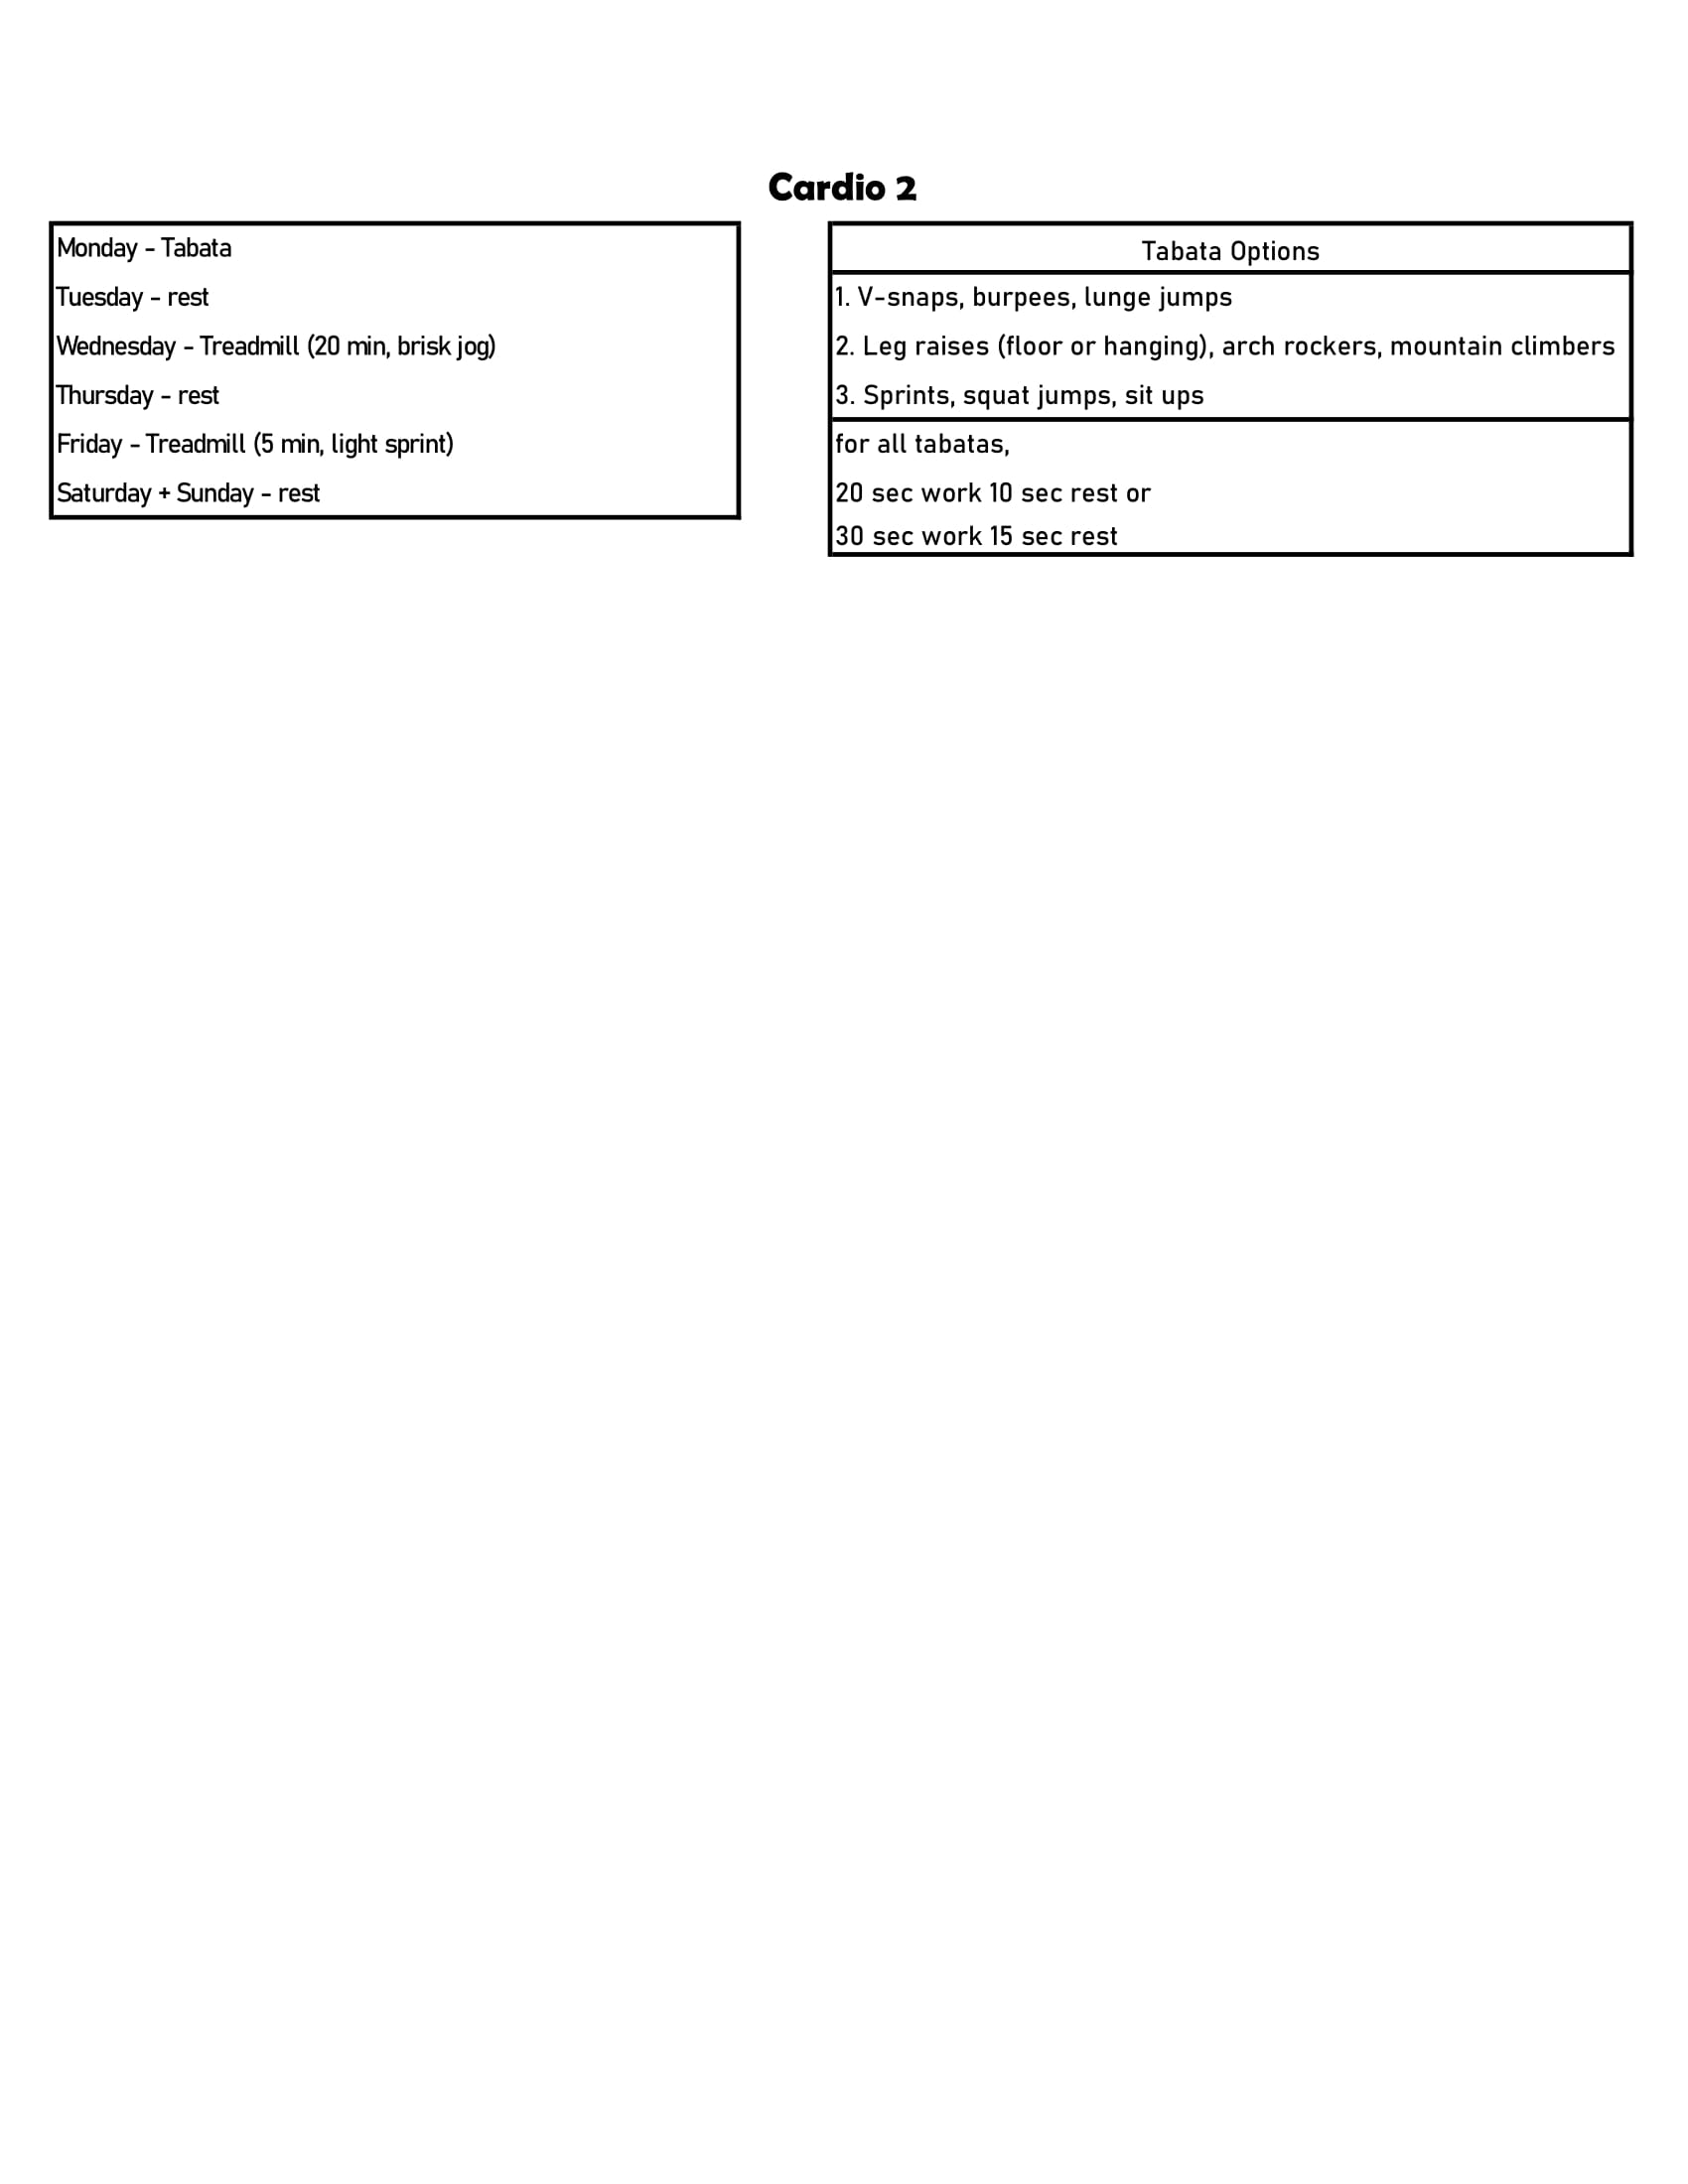 Cardio 2
Monday - Tabata
Tuesday - rest
Wednesday - Treadmill (20 min, brisk jog)
Thursday - rest
Friday - Treadmill (5 min, light sprint)
Saturday + Sunday - rest
Tabata Options
1. V-snaps, burpees, lunge jumps
2. Leg raises (floor or hanging), arch rockers, mountain climbers
3. Sprints, squat jumps, sit ups
for all tabatas,
20 sec work 10 sec rest or
30 sec work 15 sec rest